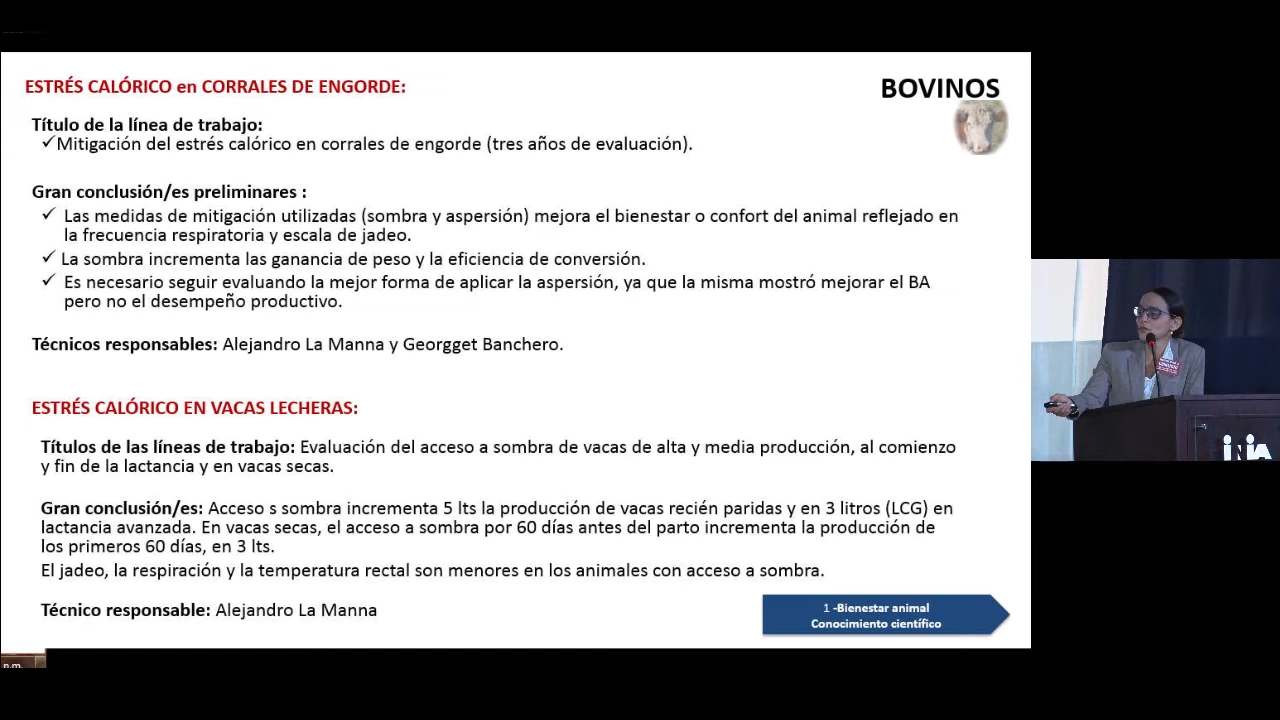 ESTRÉS CALÓRICO en CORRALES DE ENGORDE:
BOVINOS
Título de la línea de trabajo:
✓Mitigación del estrés calórico en corrales de engorde (tres años de evaluación).
Gran conclusión/es preliminares :
✓ Las medidas de mitigación utilizadas (sombra y aspersión) mejora el bienestar o confort del animal reflejado en
la frecuencia respiratoria y escala de jadeo.
✓ La sombra incrementa las ganancia de peso y la eficiencia de conversión.
✓ Es necesario seguir evaluando la mejor forma de aplicar la aspersión, ya que la misma mostró mejorar el BA
pero no el desempeño productivo.
Técnicos responsables: Alejandro La Manna y Georgget Banchero.
ESTRÉS CALÓRICO EN VACAS LECHERAS:
Títulos de las líneas de trabajo: Evaluación del acceso a sombra de vacas de alta y media producción, al comienzo
y fin de la lactancia y en vacas secas.
Gran conclusión/es: Acceso s sombra incrementa 5 lts la producción de vacas recién paridas y en 3 litros (LCG) en
lactancia avanzada. En vacas secas, el acceso a sombra por 60 días antes del parto incrementa la producción de
los primeros 60 días, en 3 lts.
El jadeo, la respiración y la temperatura rectal son menores en los animales con acceso a sombra.
Técnico responsable: Alejandro La Manna
1 -Bienestar animal
Conocimiento científico
inia
p.m.